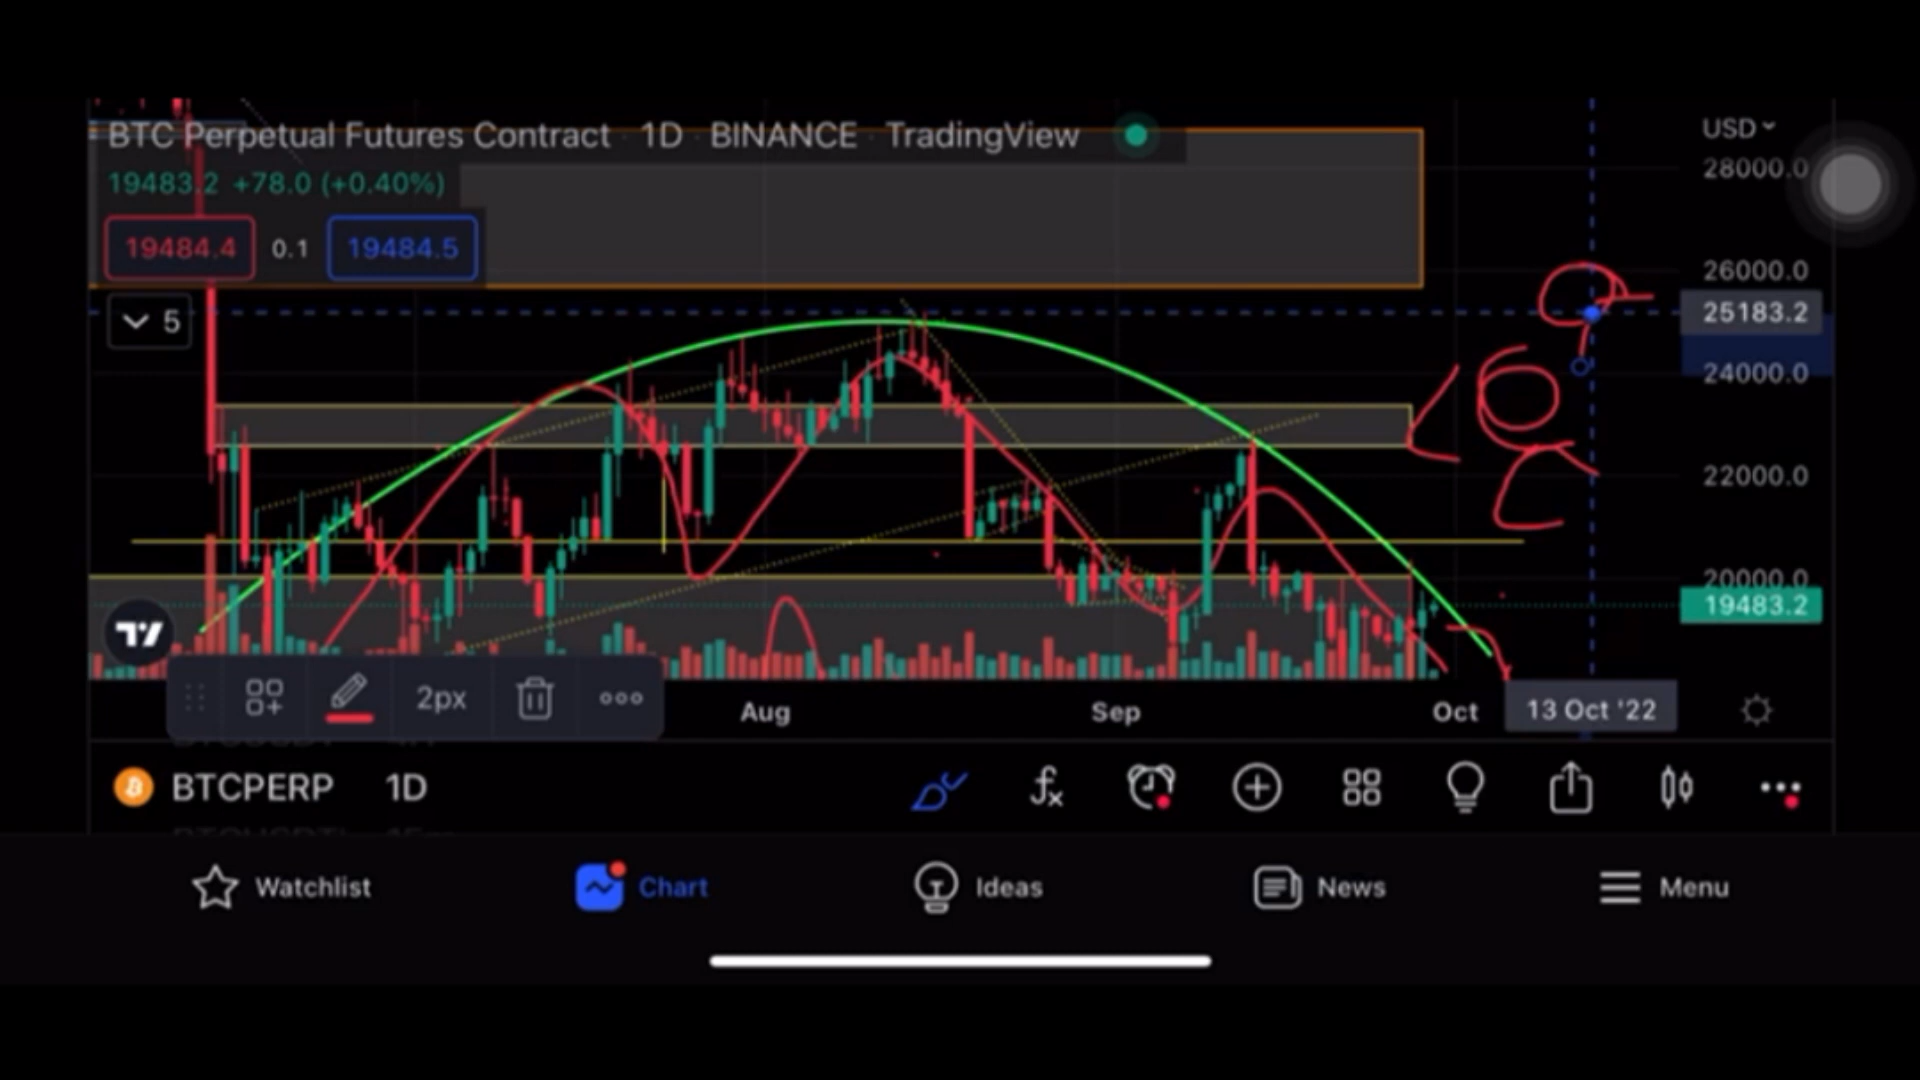 BTC Perpetual Futures Contract · 1D · BINANCE · TradingView
USD
28000.0
19483.2 +78.0 (+0.40%)
19484.4 0.1 19484.5
26000.0
5
25183.2
24000.0
22000.0
20000.0
19483.2
2px
Aug Sep Oct 13 Oct '22
BTCPERP 1D
Watchlist Chart Ideas News Menu